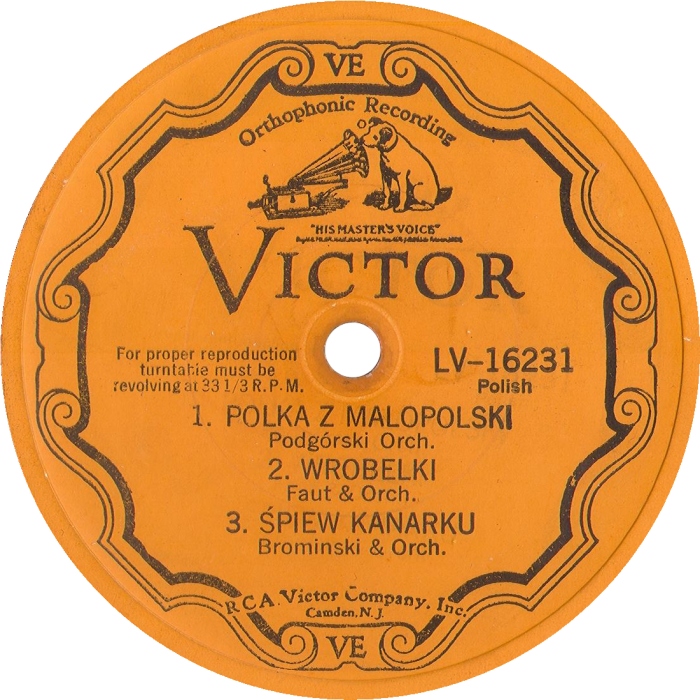 VE
Orthophonic Recording
"HIS MASTER'S VOICE"
VICTOR
For proper reproduction
turntable must be
revolving at 33 1/3 R.P.M.
LV-16231
Polish
1. POLKA Z MALOPOLSKI
Podgórski Orch.
2. WROBELKI
Faut & Orch.
3. ŚPIEW KANARKU
Brominski & Orch.
RCA Victor Company, Inc.
Camden, N.J.
VE